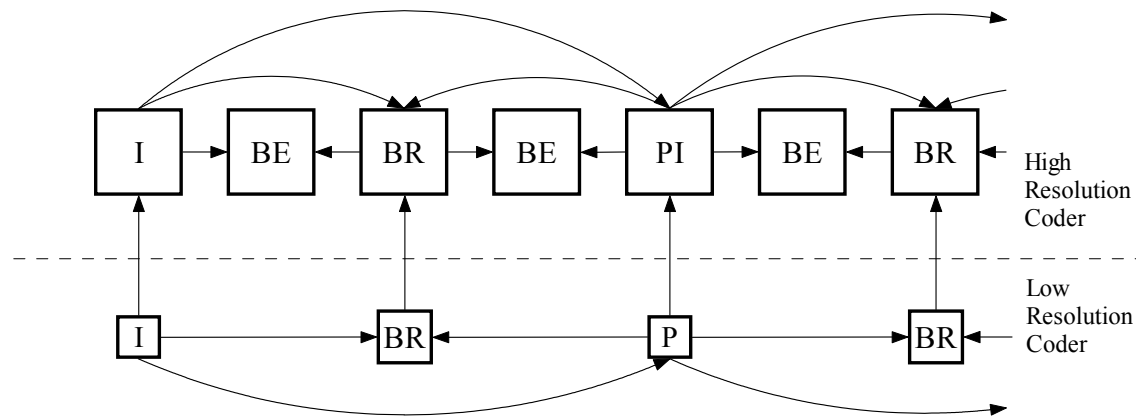 I BE BR BE PI BE BR
High
Resolution
Coder
I BR P BR
Low
Resolution
Coder